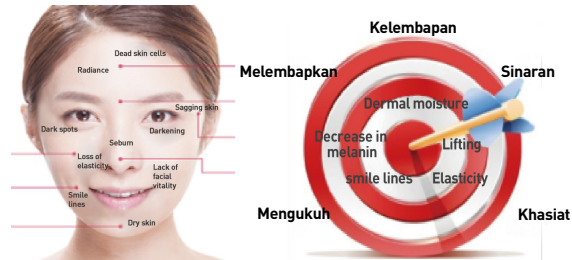 Dead skin cells
Radiance
Sagging skin
Dark spots
Darkening
Sebum
Loss of
elasticity
Lack of
facial
vitality
Smile
lines
Dry skin
Kelembapan
Melembapkan
Sinaran
Dermal moisture
Decrease in
melanin
Lifting
smile lines
Elasticity
Mengukuh
Khasiat